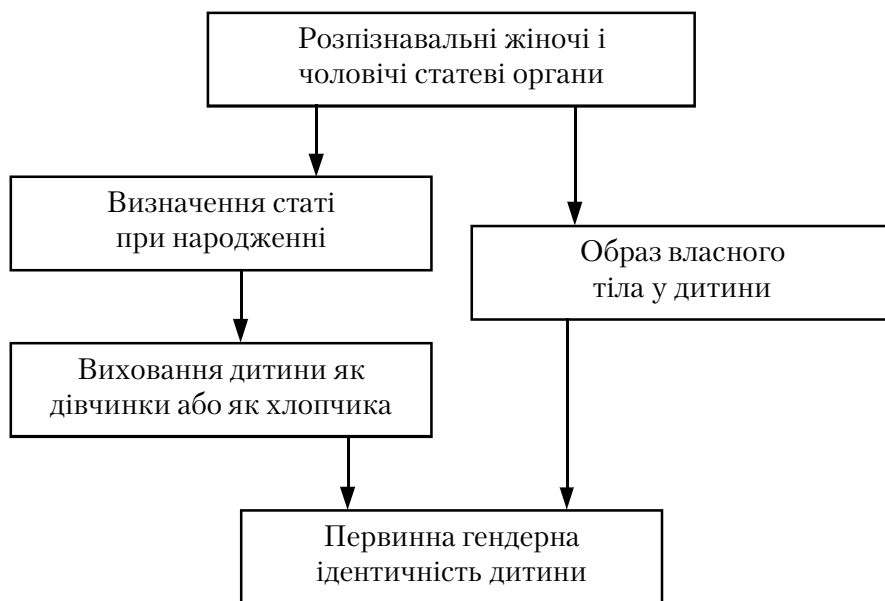 Розпізнавальні жіночі і
чоловічі статеві органи
Визначення статі
при народженні
Образ власного
тіла у дитини
Виховання дитини як
дівчинки або як хлопчика
Первинна гендерна
ідентичність дитини